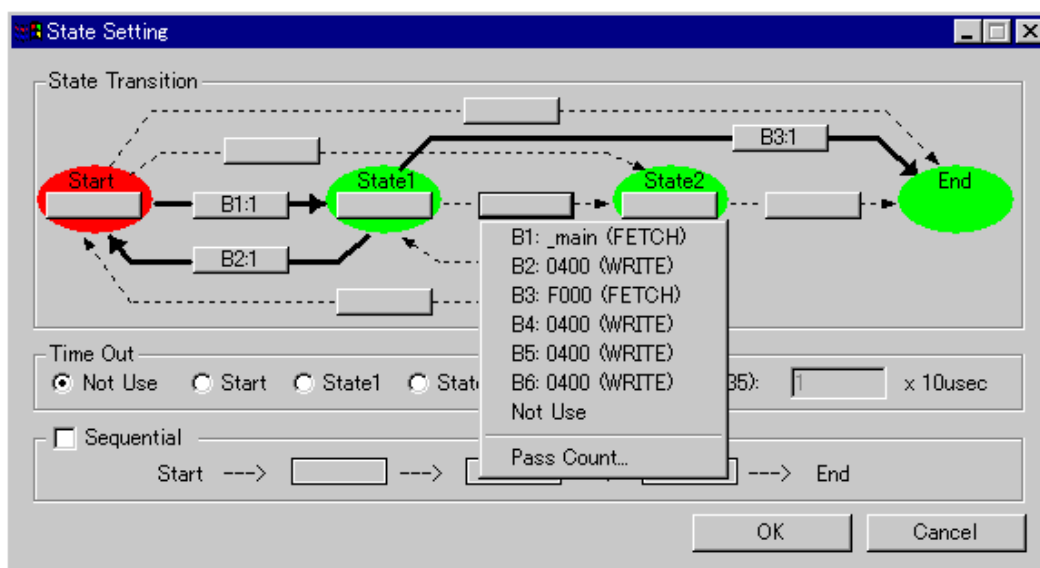 State Setting
State Transition
B3:1
Start
State1
State2
End
B1:1
B2:1
B1: _main (FETCH)
B2: 0400 (WRITE)
B3: F000 (FETCH)
B4: 0400 (WRITE)
B5: 0400 (WRITE)
B6: 0400 (WRITE)
Not Use
Pass Count...
Time Out
Not Use Start State1 State 35): 1 x 10usec
Sequential
Start ---> ---> ---> End
OK Cancel